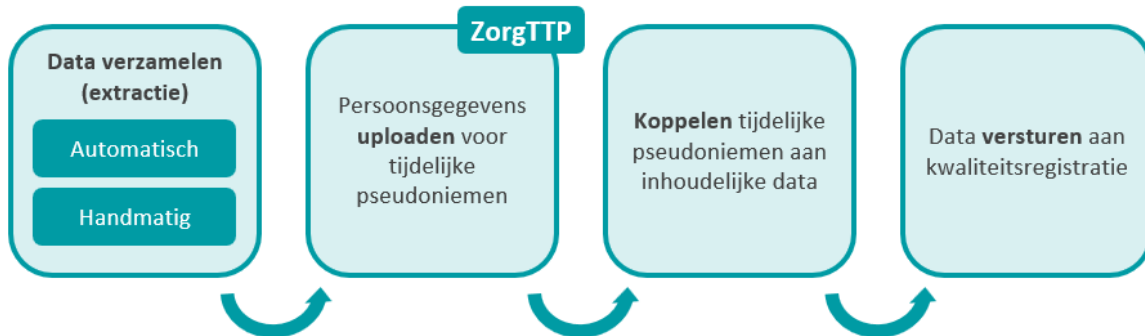 Data verzamelen
(extractie)
Automatisch
Handmatig
ZorgTTP
Persoonsgegevens
uploaden voor
tijdelijke
pseudoniemen
Koppelen tijdelijke
pseudoniemen aan
inhoudelijke data
Data versturen aan
kwaliteitsregistratie